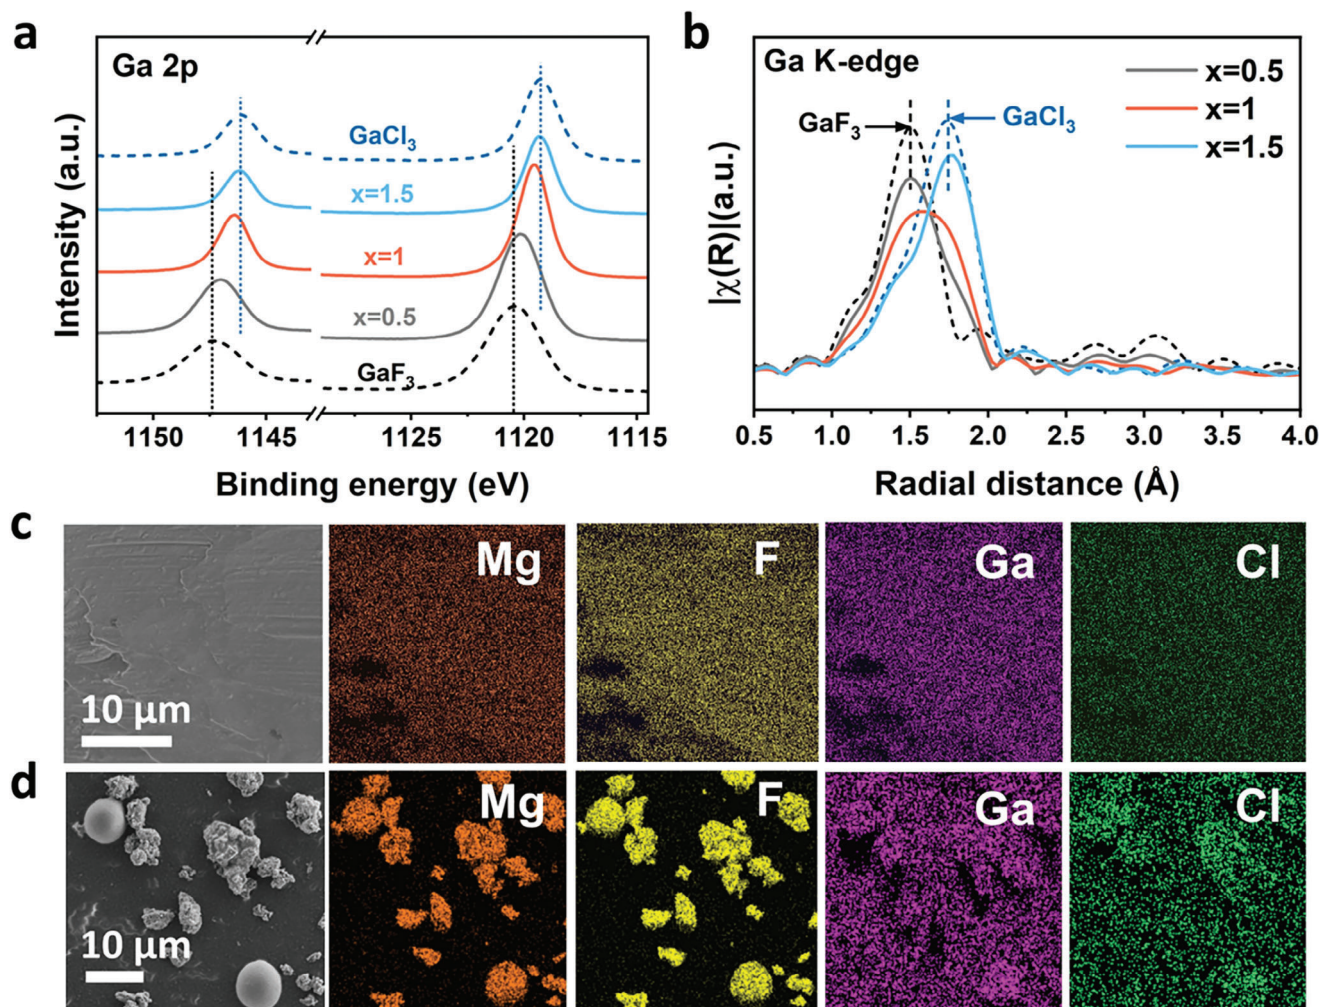 a
Ga 2p
GaCl₃
x=1.5
x=1
x=0.5
GaF₃
Intensity (a.u.)
1150 1145 1125 1120 1115
Binding energy (eV)
b
Ga K-edge
x=0.5
x=1
x=1.5
GaF₃
GaCl₃
|χ(R)|(a.u.)
0.5 1.0 1.5 2.0 2.5 3.0 3.5 4.0
Radial distance (Å)
c
10 μm
Mg
F
Ga
Cl
d
10 μm
Mg
F
Ga
Cl